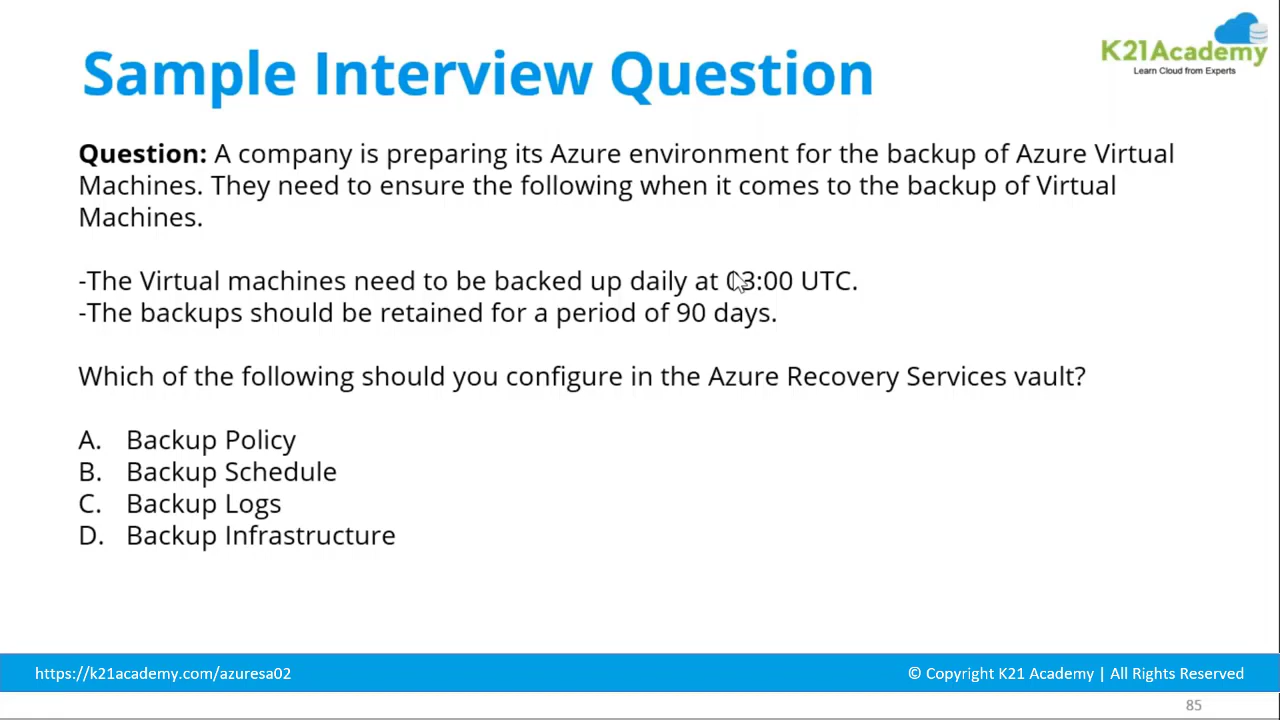 K21Academy
Learn Cloud from Experts
Sample Interview Question
Question: A company is preparing its Azure environment for the backup of Azure Virtual
Machines. They need to ensure the following when it comes to the backup of Virtual
Machines.
-The Virtual machines need to be backed up daily at 03:00 UTC.
-The backups should be retained for a period of 90 days.
Which of the following should you configure in the Azure Recovery Services vault?
A. Backup Policy
B. Backup Schedule
C. Backup Logs
D. Backup Infrastructure
https://k21academy.com/azuresa02
© Copyright K21 Academy | All Rights Reserved
85